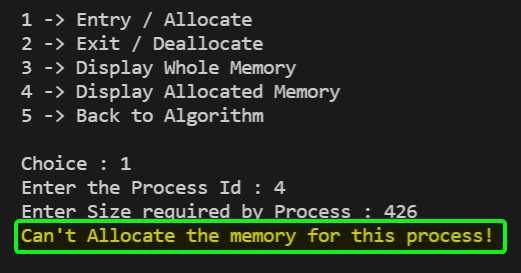 1 -> Entry / Allocate
2 -> Exit / Deallocate
3 -> Display Whole Memory
4 -> Display Allocated Memory
5 -> Back to Algorithm
Choice : 1
Enter the Process Id : 4
Enter Size required by Process : 426
Can't Allocate the memory for this process!